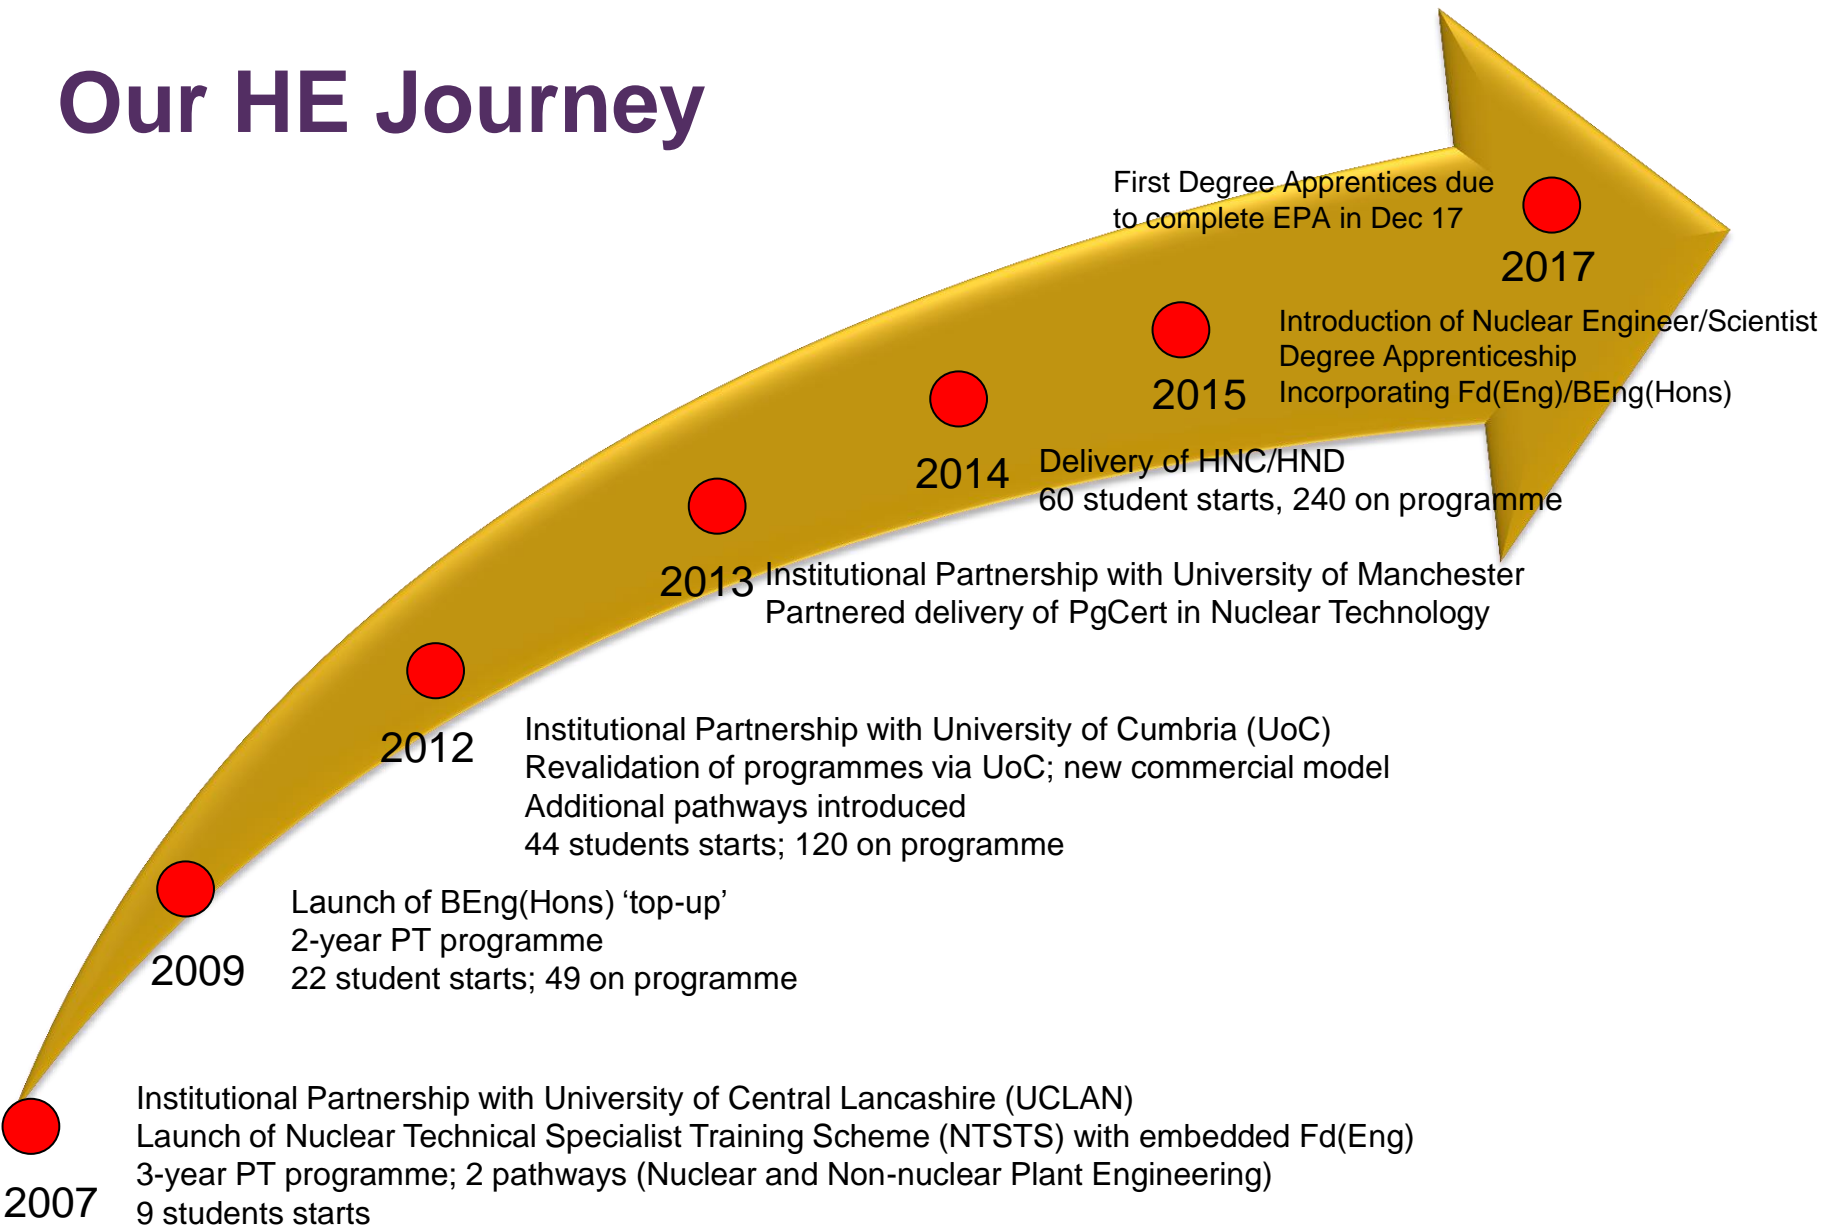 Our HE Journey
First Degree Apprentices due
to complete EPA in Dec 17
2017
Introduction of Nuclear Engineer/Scientist
Degree Apprenticeship
Incorporating Fd(Eng)/BEng(Hons)
2015
Delivery of HNC/HND
60 student starts, 240 on programme
2014
Institutional Partnership with University of Manchester
Partnered delivery of PgCert in Nuclear Technology
2013
Institutional Partnership with University of Cumbria (UoC)
Revalidation of programmes via UoC; new commercial model
Additional pathways introduced
44 students starts; 120 on programme
2012
Launch of BEng(Hons) ‘top-up’
2-year PT programme
22 student starts; 49 on programme
2009
Institutional Partnership with University of Central Lancashire (UCLAN)
Launch of Nuclear Technical Specialist Training Scheme (NTSTS) with embedded Fd(Eng)
3-year PT programme; 2 pathways (Nuclear and Non-nuclear Plant Engineering)
9 students starts
2007